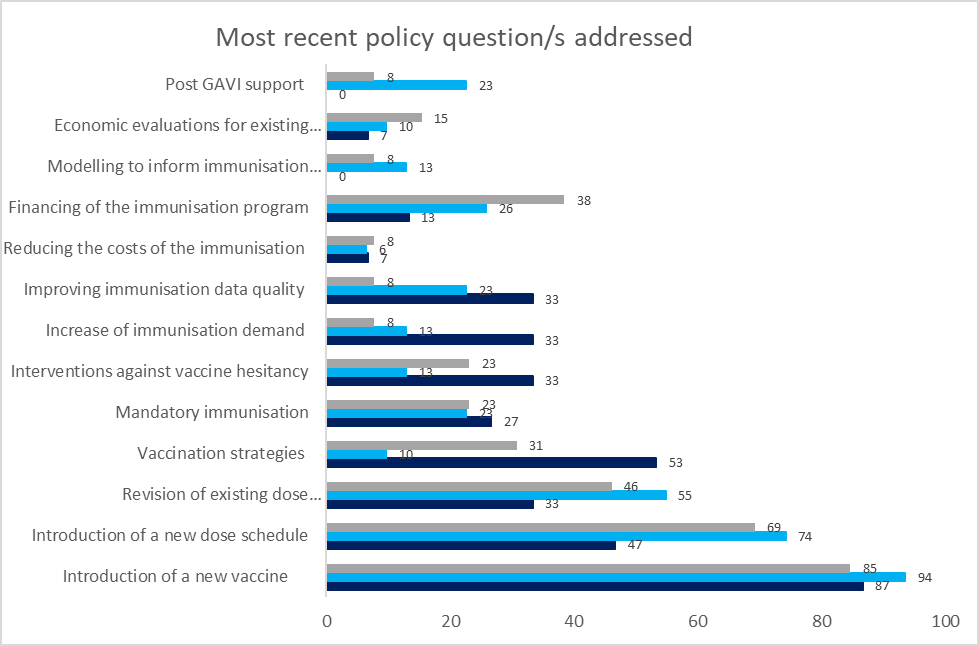 Most recent policy question/s addressed
Post GAVI support
8
23
0
Economic evaluations for existing...
15
10
7
Modelling to inform immunisation...
8
13
0
Financing of the immunisation program
38
26
13
Reducing the costs of the immunisation
8
6
7
Improving immunisation data quality
8
23
33
Increase of immunisation demand
8
13
33
Interventions against vaccine hesitancy
23
13
33
Mandatory immunisation
23
23
27
Vaccination strategies
31
10
53
Revision of existing dose...
46
55
33
Introduction of a new dose schedule
69
74
47
Introduction of a new vaccine
85
94
87
0 20 40 60 80 100